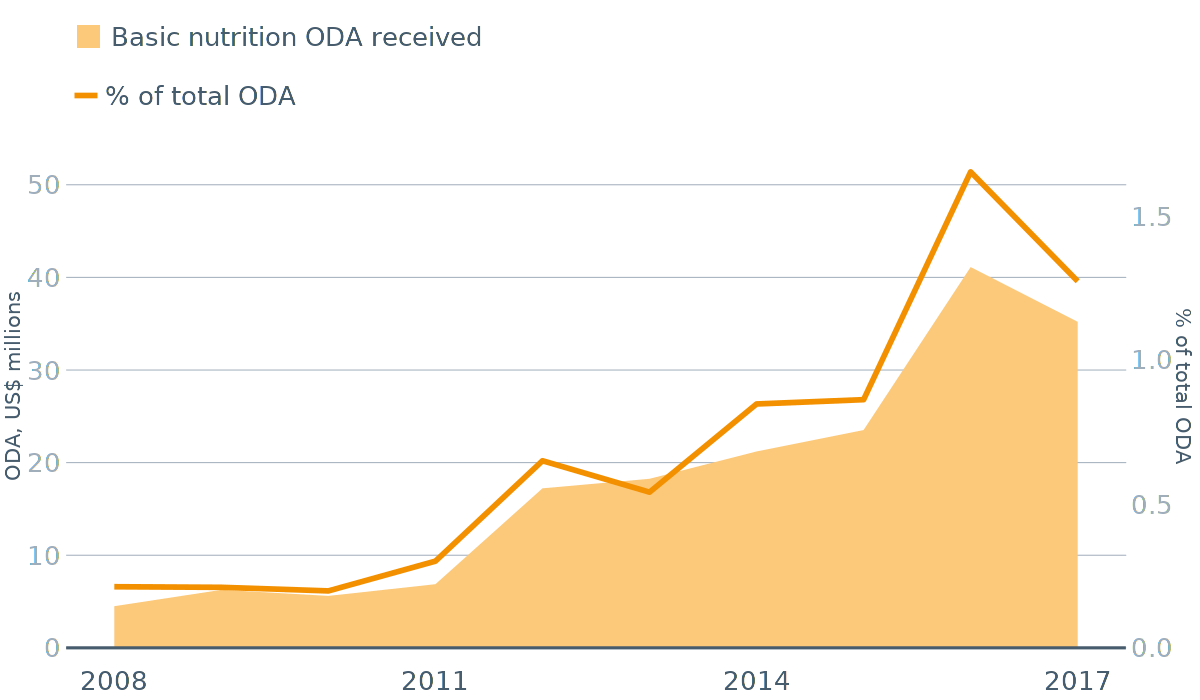 Basic nutrition ODA received
% of total ODA
50
40
30
20
10
0
ODA, US$ millions
1.5
1.0
0.5
0.0
% of total ODA
2008 2011 2014 2017